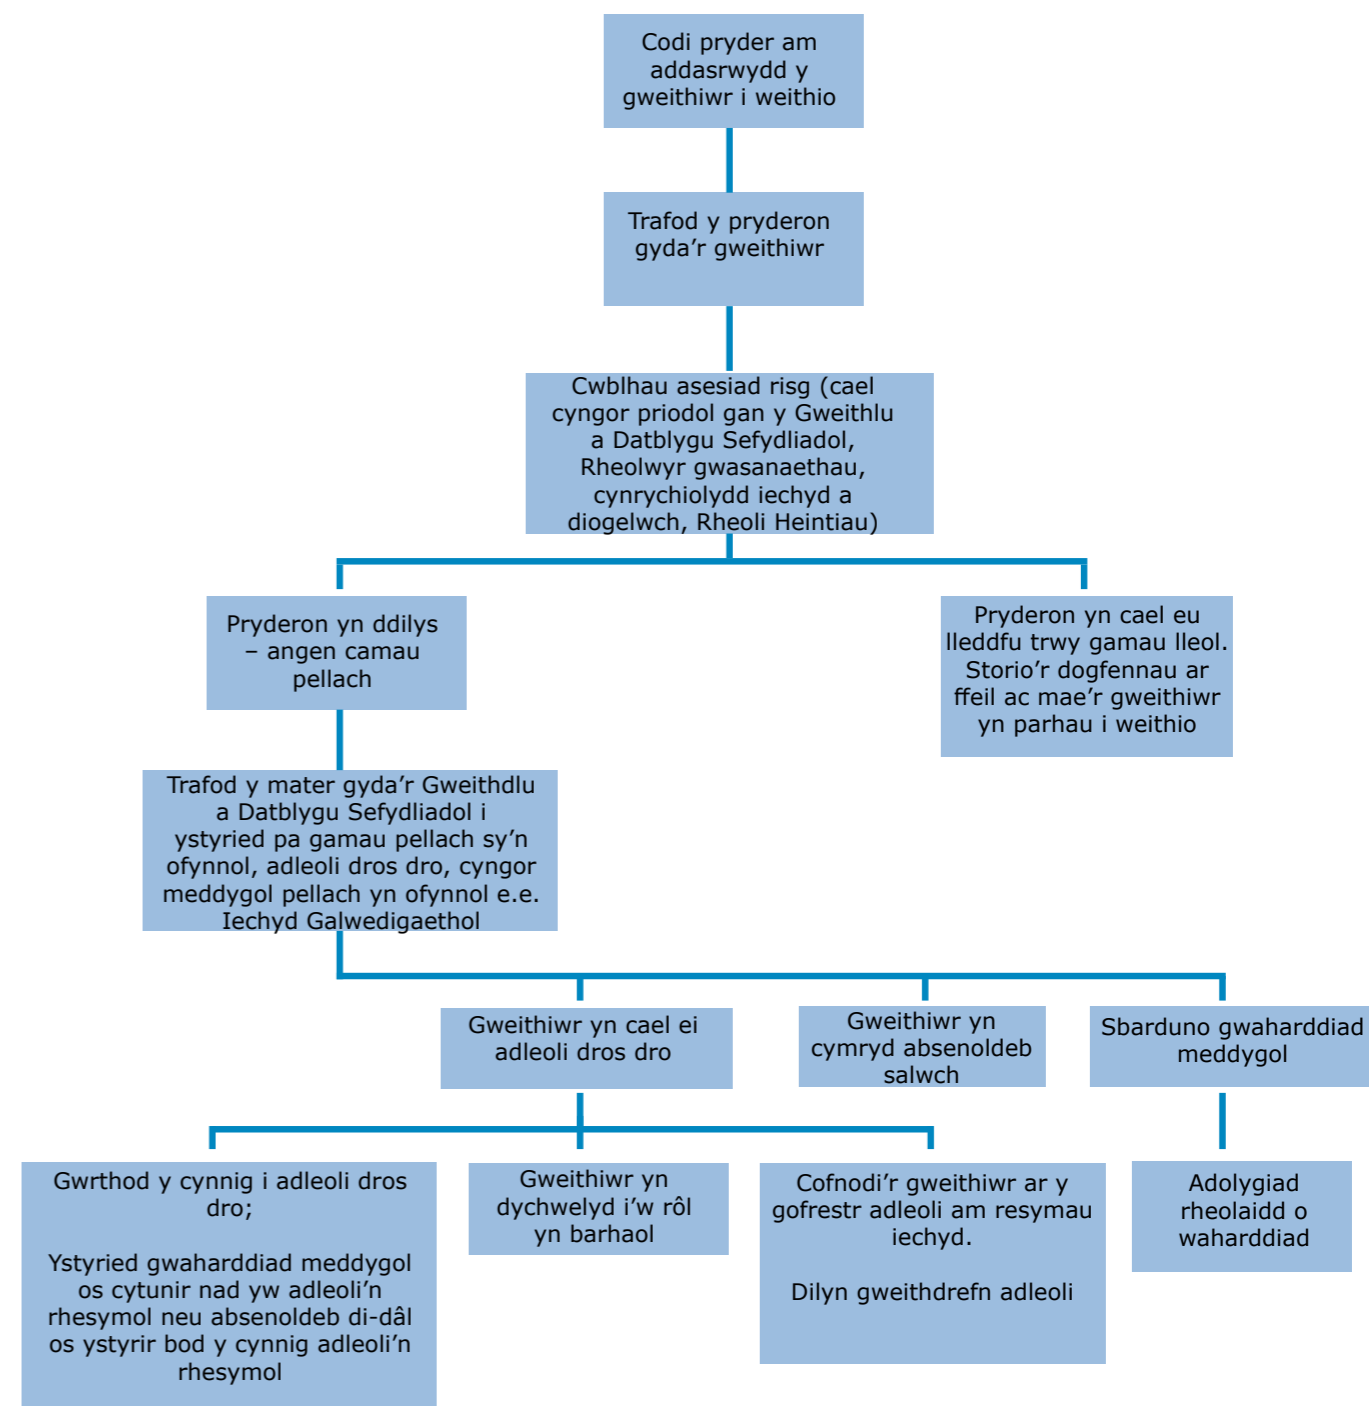 Codi pryder am
addasrwydd y
gweithiwr i weithio
Trafod y pryderon
gyda’r gweithiwr
Cwblhau asesiad risg (cael
cyngor priodol gan y Gweithlu
a Datblygu Sefydliadol,
Rheolwyr gwasanaethau,
cynrychiolydd iechyd a
diogelwch, Rheoli Heintiau)
Pryderon yn ddilys
– angen camau
pellach
Pryderon yn cael eu
lleddfu trwy gamau lleol.
Storio’r dogfennau ar
ffeil ac mae’r gweithiwr
yn parhau i weithio
Trafod y mater gyda’r Gweithdlu
a Datblygu Sefydliadol i
ystyried pa gamau pellach sy’n
ofynnol, adleoli dros dro, cyngor
meddygol pellach yn ofynnol e.e.
Iechyd Galwedigaethol
Gweithiwr yn cael ei
adleoli dros dro
Gweithiwr yn
cymryd absenoldeb
salwch
Sbarduno gwaharddiad
meddygol
Gwrthod y cynnig i adleoli dros
dro;
Ystyried gwaharddiad meddygol
os cytunir nad yw adleoli’n
rhesymol neu absenoldeb di-dâl
os ystyrir bod y cynnig adleoli’n
rhesymol
Gweithiwr yn
dychwelyd i’w rôl
yn barhaol
Cofnodi’r gweithiwr ar y
gofrestr adleoli am resymau
iechyd.
Dilyn gweithdrefn adleoli
Adolygiad
rheolaidd o
waharddiad